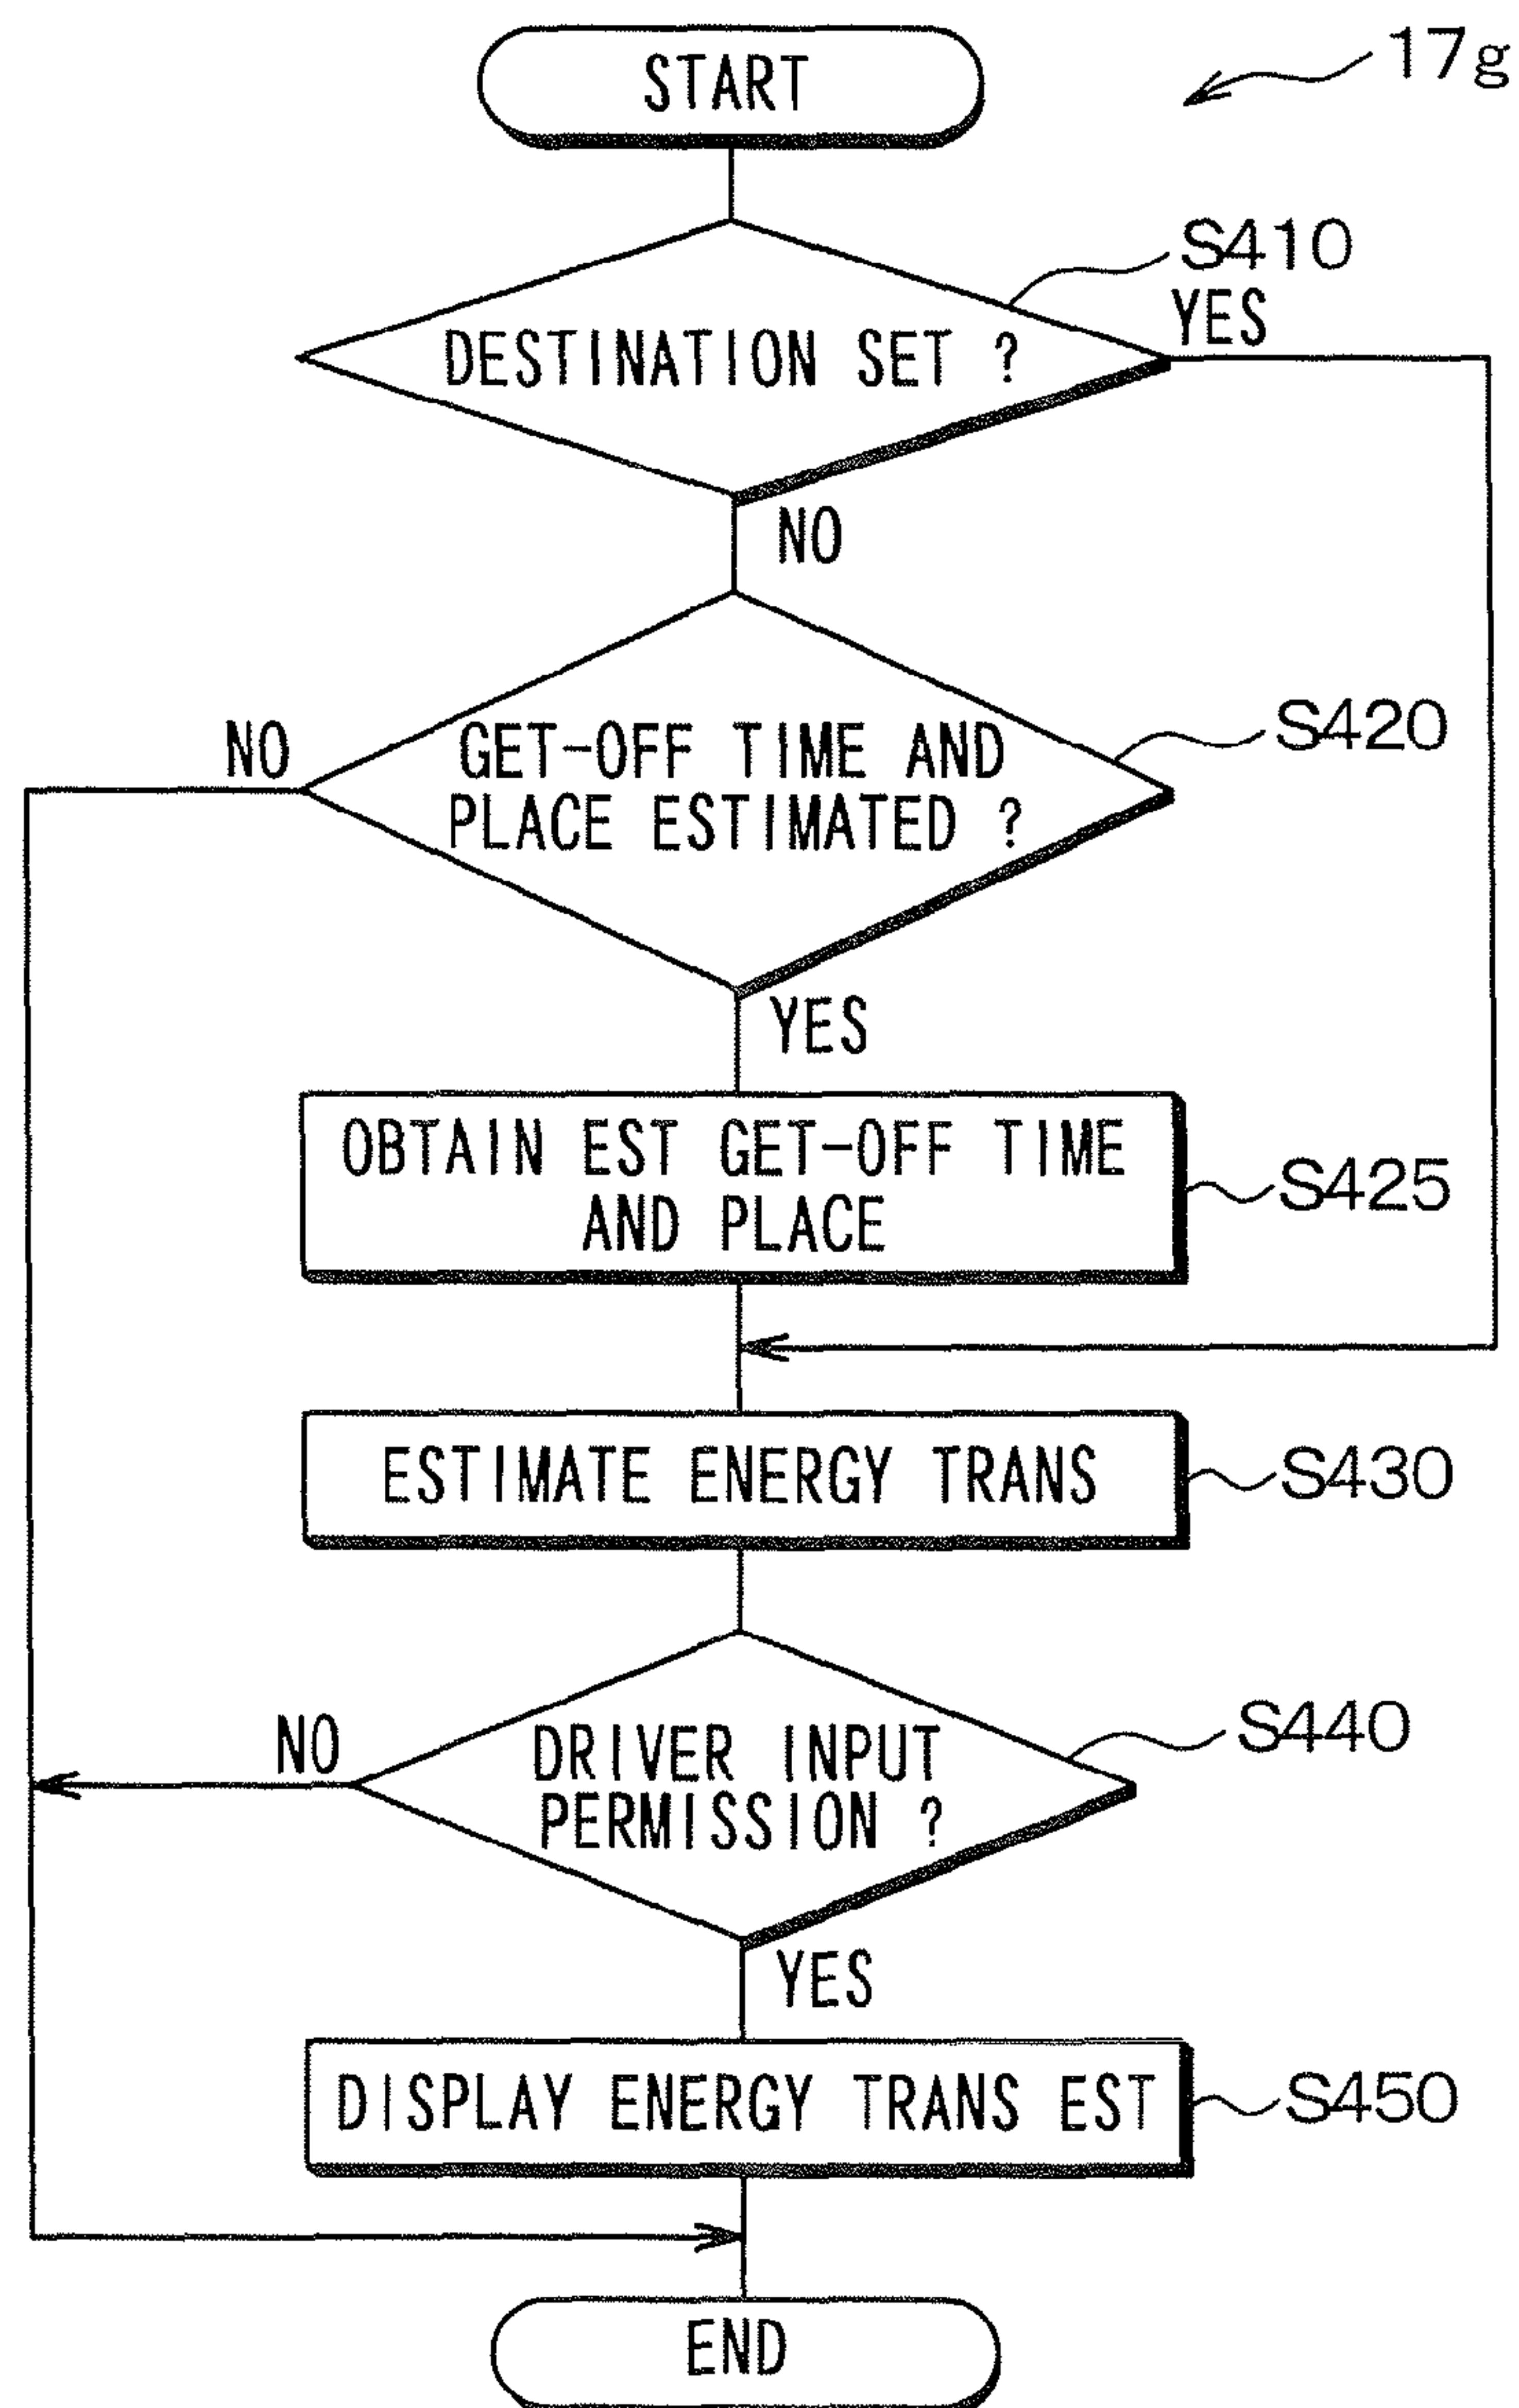 START
17g
S410
YES
DESTINATION SET ?
NO
S420
NO
GET-OFF TIME AND
PLACE ESTIMATED ?
YES
OBTAIN EST GET-OFF TIME
AND PLACE
S425
ESTIMATE ENERGY TRANS
S430
S440
NO
DRIVER INPUT
PERMISSION ?
YES
DISPLAY ENERGY TRANS EST
S450
END